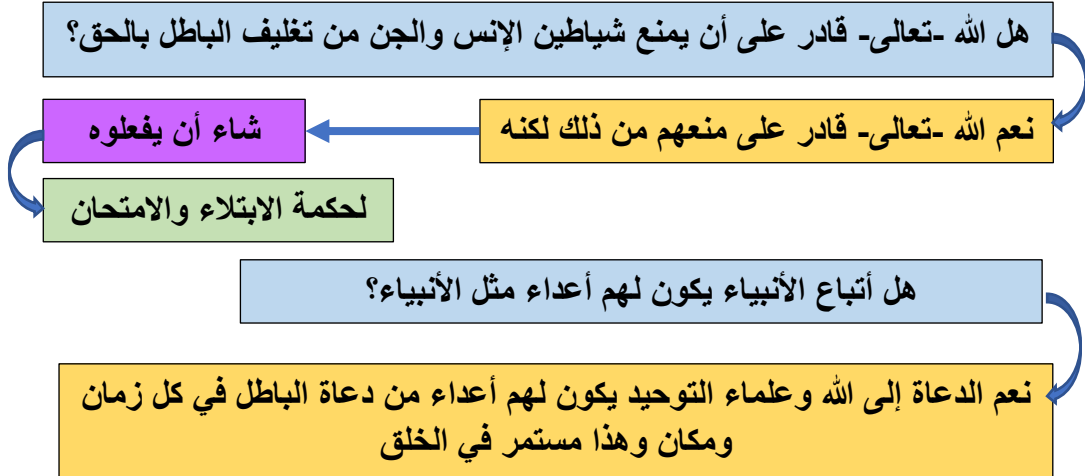 هل الله -تعالى- قادر على أن يمنع شياطين الإنس والجن من تغليف الباطل بالحق؟
نعم الله -تعالى- قادر على منعهم من ذلك لكنه
شاء أن يفعلوه
لحكمة الابتلاء والامتحان
هل أتباع الأنبياء يكون لهم أعداء مثل الأنبياء؟
نعم الدعاة إلى الله وعلماء التوحيد يكون لهم أعداء من دعاة الباطل في كل زمان
ومكان وهذا مستمر في الخلق